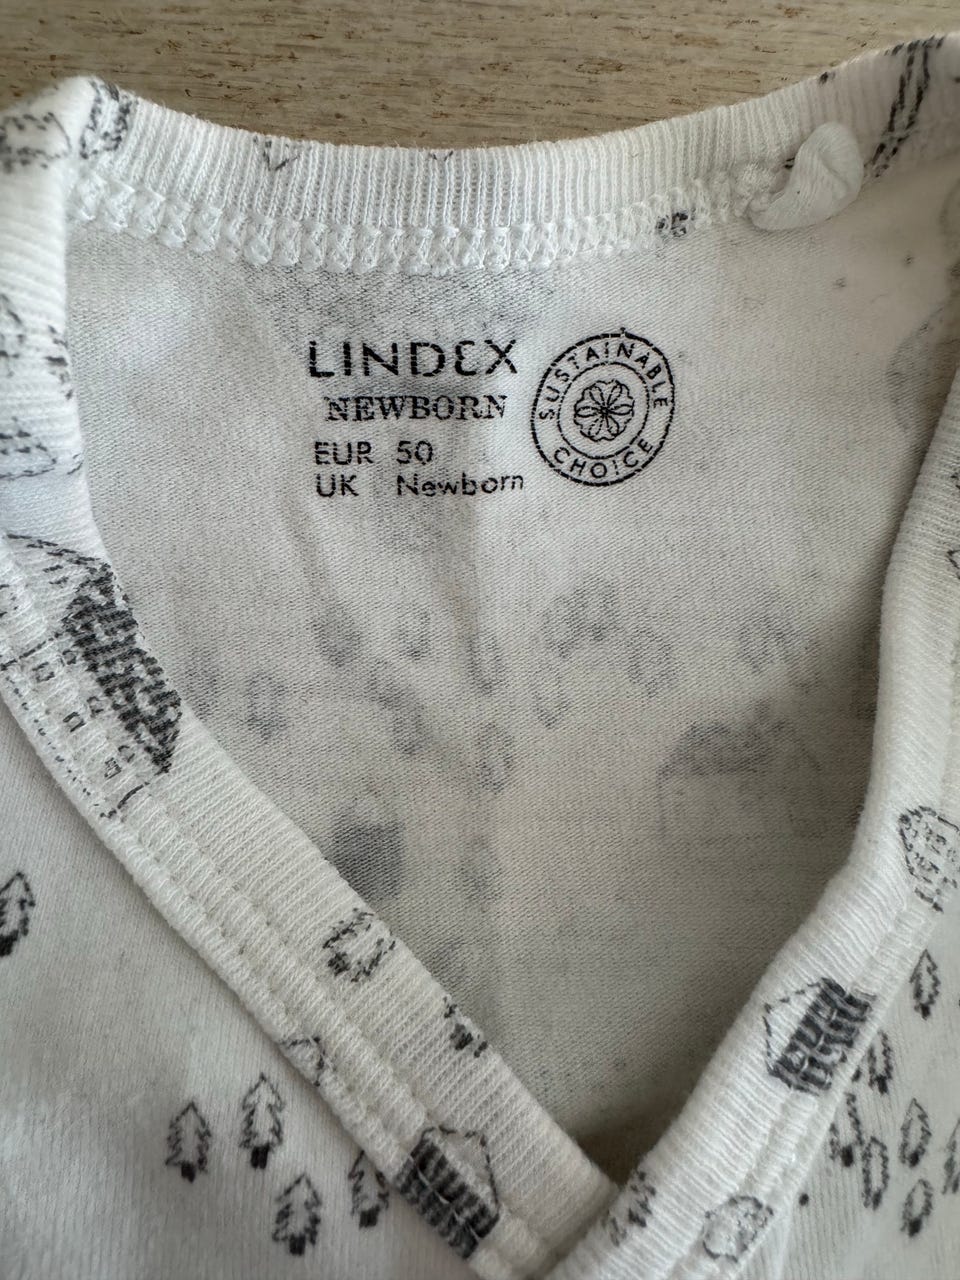 LINDEX
NEWBORN
EUR 50
UK Newborn
SUSTAINABLE
CHOICE